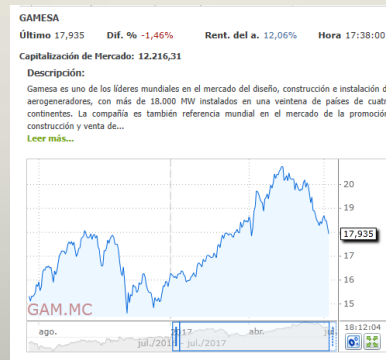 GAMESA
Último 17,935 Dif. % -1,46% Rent. del a. 12,06% Hora 17:38:00
Capitalización de Mercado: 12.216,31
Descripción:
Gamesa es uno de los líderes mundiales en el mercado del diseño, construcción e instalación d
aerogeneradores, con más de 18.000 MW instalados en una veintena de países de cuatr
continentes. La compañía es también referencia mundial en el mercado de la promoción
construcción y venta de...
Leer más...
20
19
17,935
17
16
15
GAM.MC
ago. 2017 abr. jul.
18:12:04
jul./201 - jul./2017